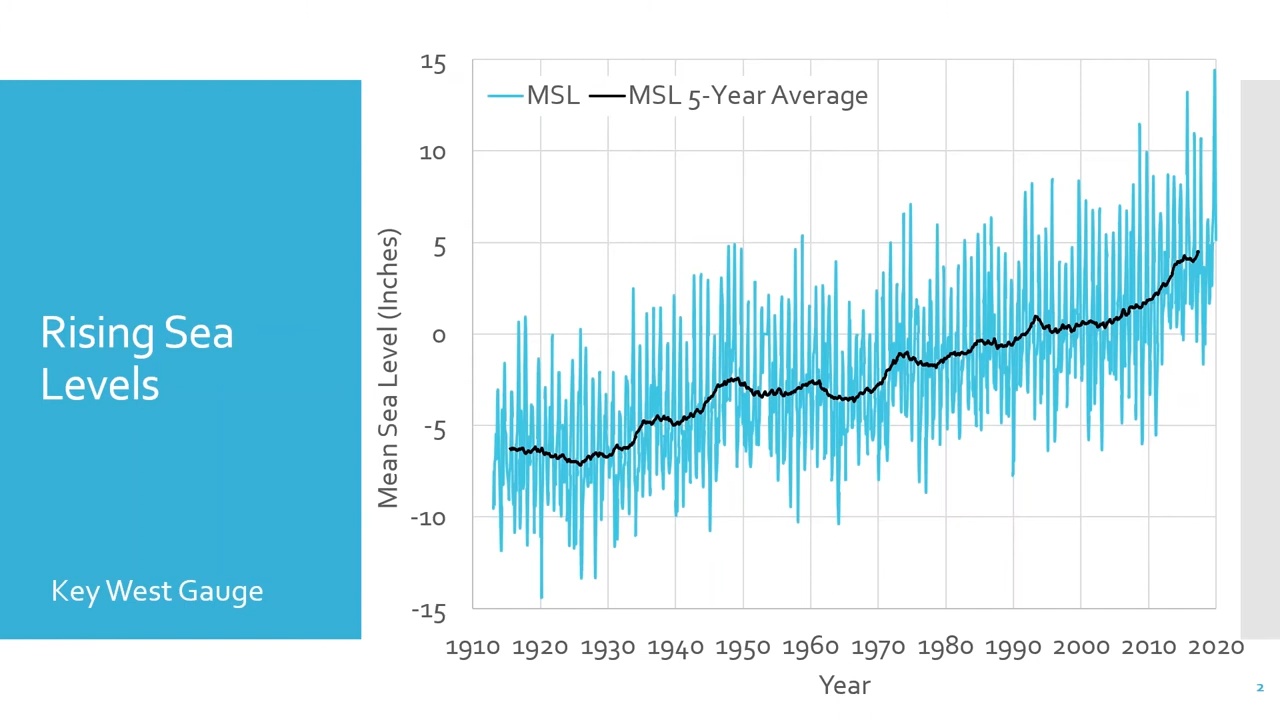 Rising Sea
Levels
Key West Gauge
MSL
MSL 5-Year Average
Mean Sea Level (Inches)
15
10
5
0
-5
-10
-15
1910 1920 1930 1940 1950 1960 1970 1980 1990 2000 2010 2020
Year
2